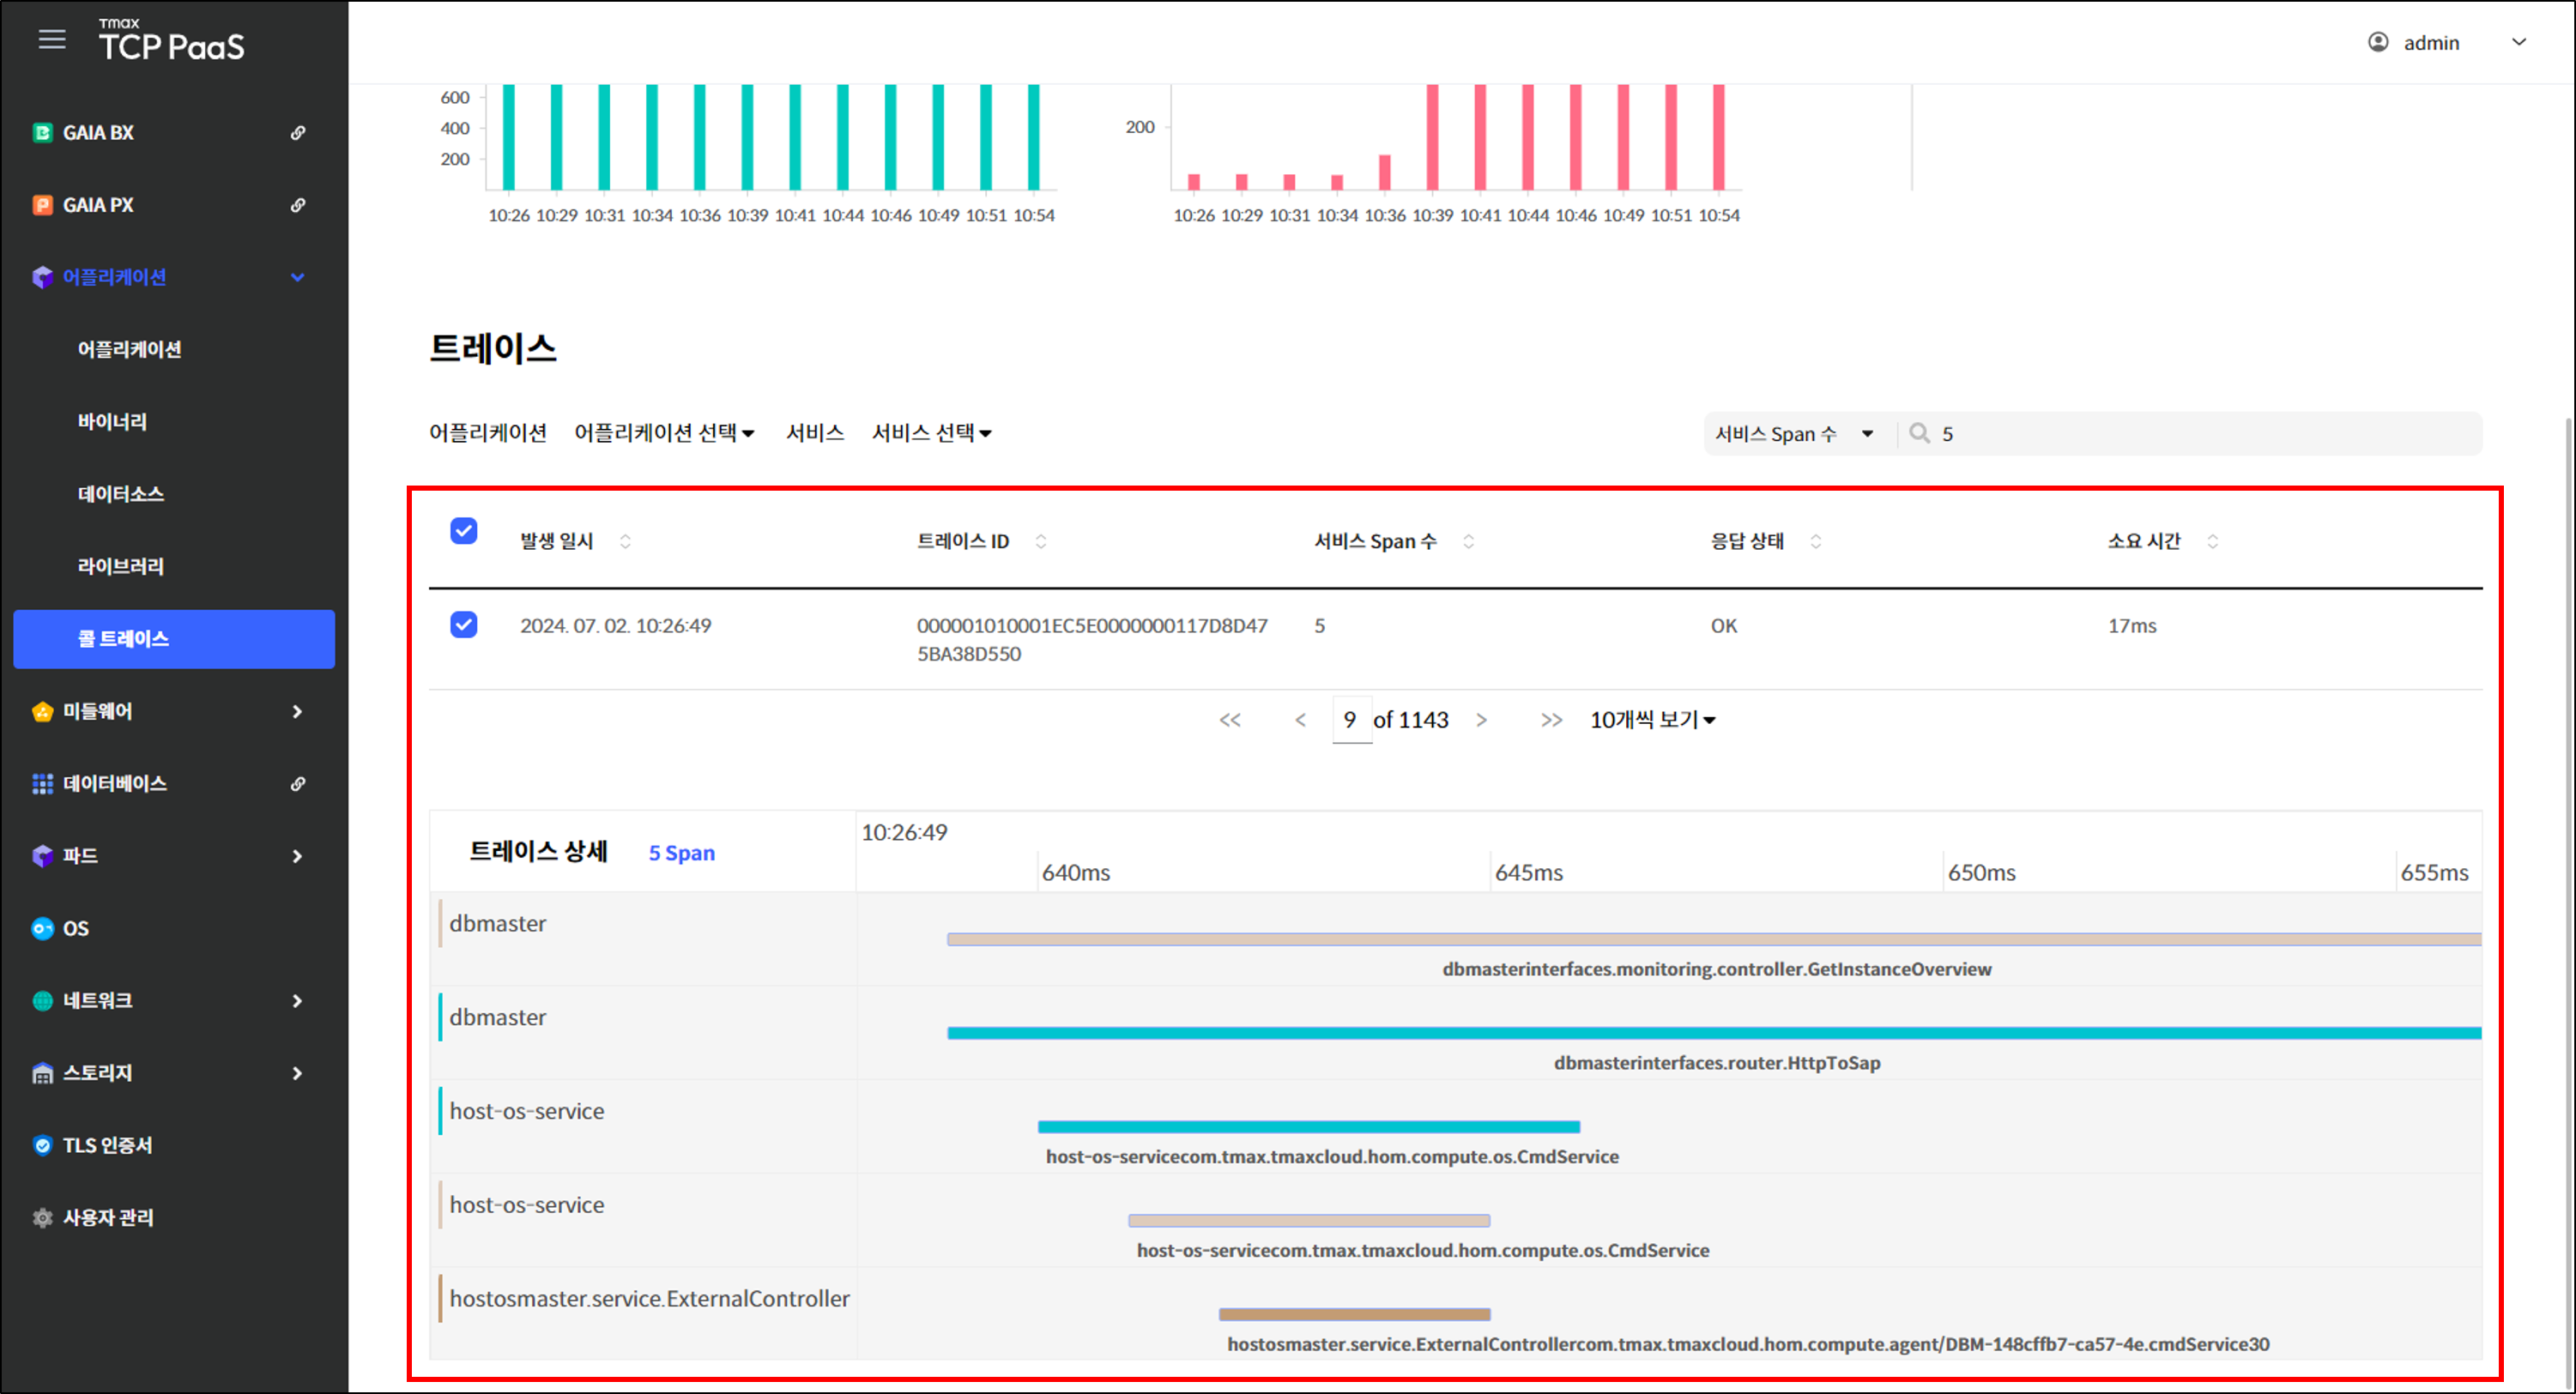 Tmax
TCP PaaS
admin
GAIA BX
GAIA PX
어플리케이션
어플리케이션
바이너리
데이터소스
라이브러리
콜 트레이스
미들웨어
데이터베이스
파드
OS
네트워크
스토리지
TLS 인증서
사용자 관리
600
400
200
10:26 10:29 10:31 10:34 10:36 10:39 10:41 10:44 10:46 10:49 10:51 10:54
200
10:26 10:29 10:31 10:34 10:36 10:39 10:41 10:44 10:46 10:49 10:51 10:54
트레이스
어플리케이션 어플리케이션 선택 서비스 서비스 선택 서비스 Span 수 5
발생 일시 트레이스 ID 서비스 Span 수 응답 상태 소요 시간
2024. 07. 02. 10:26:49 000001010001EC5E0000000117D8D47 5 OK 17ms
5BA38D550
<< < 9 of 1143 > >> 10개씩 보기
트레이스 상세 5 Span
10:26:49
640ms 645ms 650ms 655ms
dbmaster
dbmasterinterfaces.monitoring.controller.GetInstanceOverview
dbmaster
dbmasterinterfaces.router.HttpToSap
host-os-service
host-os-servicecom.tmax.tmaxcloud.hom.compute.os.CmdService
host-os-service
host-os-servicecom.tmax.tmaxcloud.hom.compute.os.CmdService
hostosmaster.service.ExternalController
hostosmaster.service.ExternalControllercom.tmax.tmaxcloud.hom.compute.agent/DBM-148cffb7-ca57-4e.cmdService30